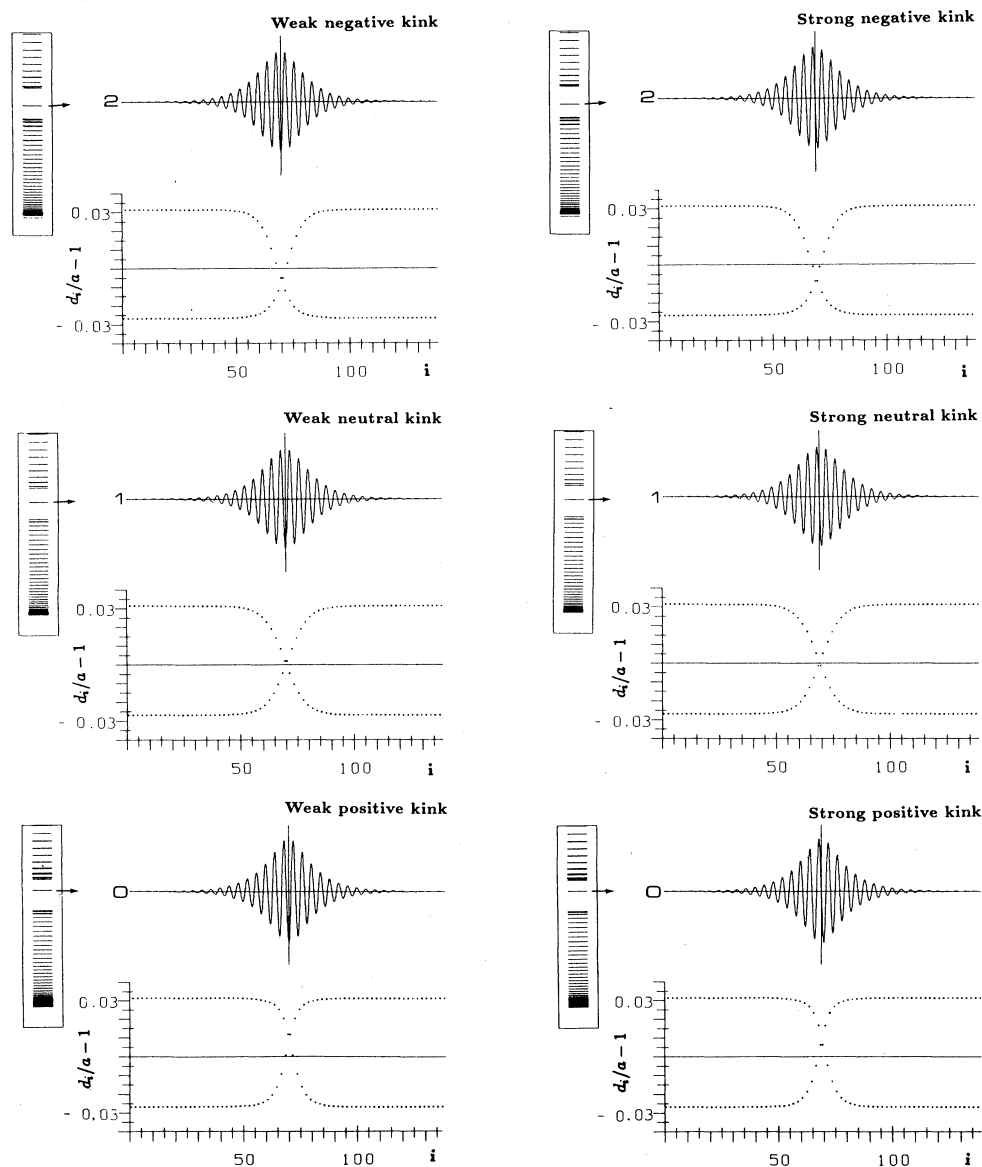 Weak negative kink
2
0.03
d_i/a − 1
- 0.03
50 100 i
Strong negative kink
2
0.03
d_i/a − 1
- 0.03
50 100 i
Weak neutral kink
1
0.03
d_i/a − 1
- 0.03
50 100 i
Strong neutral kink
1
0.03
d_i/a − 1
- 0.03
50 100 i
Weak positive kink
0
0.03
d_i/a − 1
- 0.03
50 100 i
Strong positive kink
0
0.03
d_i/a − 1
- 0.03
50 100 i